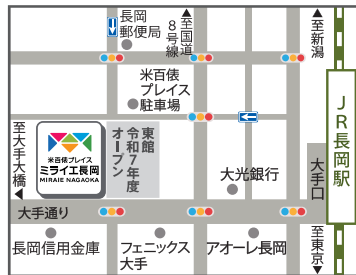 長岡
郵便局
▲至国道
8号線
▲至新潟
米百俵
プレイス
駐車場
JR長岡駅
至大手大橋▼
米百俵プレイス
ミライエ長岡
MIRAIE NAGAOKA
東館
令和7年度
オープン
大光銀行
大手口
大手通り
至東京▼
長岡信用金庫
フェニックス
大手
アオーレ長岡